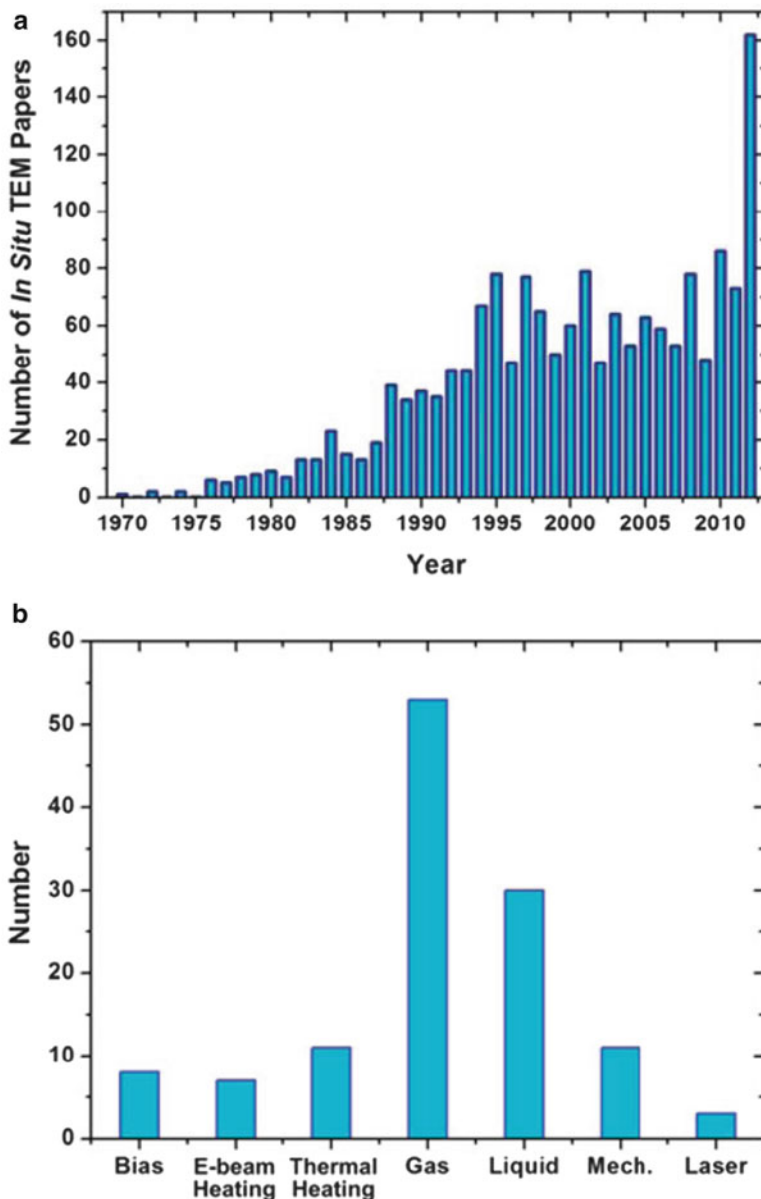 a
Number of In Situ TEM Papers
160
140
120
100
80
60
40
20
0
1970 1975 1980 1985 1990 1995 2000 2005 2010
Year
b
Number
60
50
40
30
20
10
0
Bias E-beam Thermal Gas Liquid Mech. Laser
Heating Heating